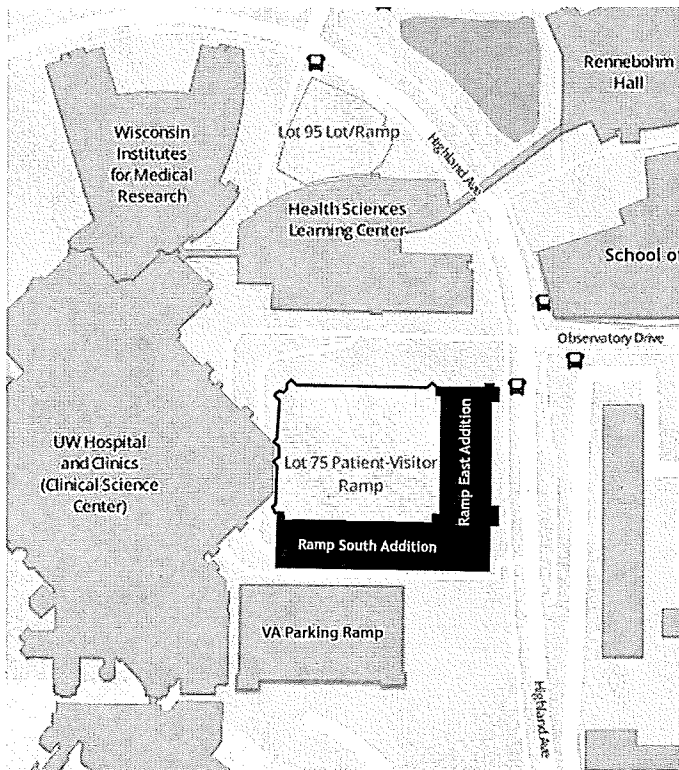 Rennebohm
Hall
Wisconsin
Institutes
for Medical
Research
Lot 95 Lot/Ramp
Highland Ave
Health Sciences
Learning Center
School of
Observatory Drive
UW Hospital
and Clinics
(Clinical Science
Center)
Lot 75 Patient-Visitor
Ramp
Ramp East Addition
Ramp South Addition
VA Parking Ramp
Highland Ave